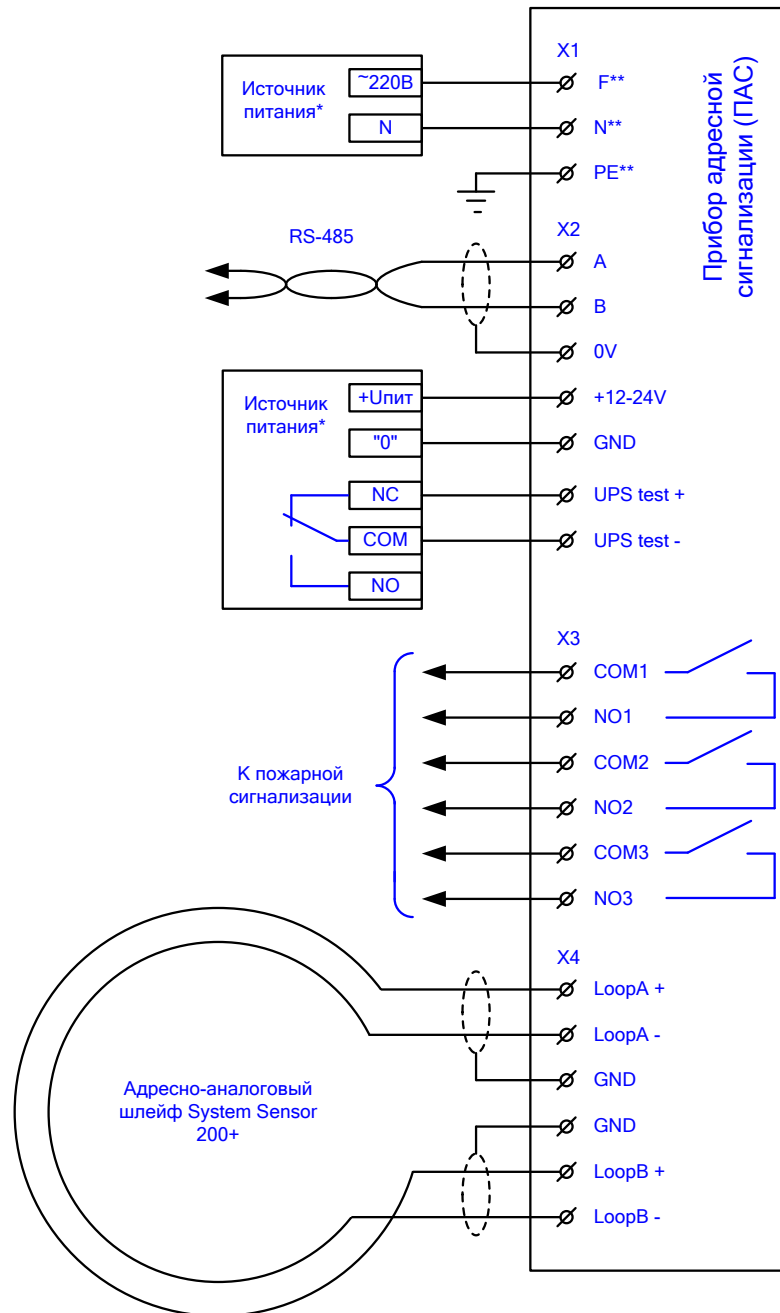 X1
Источник
питания*
~220В
N
F**
N**
PE**
Прибор адресной
сигнализации (ПАС)
RS-485
X2
A
B
0V
Источник
питания*
+Uпит
"0"
NC
COM
NO
+12-24V
GND
UPS test +
UPS test -
X3
COM1
NO1
COM2
NO2
COM3
NO3
К пожарной
сигнализации
X4
LoopA +
LoopA -
GND
GND
LoopB +
LoopB -
Адресно-аналоговый
шлейф System Sensor
200+